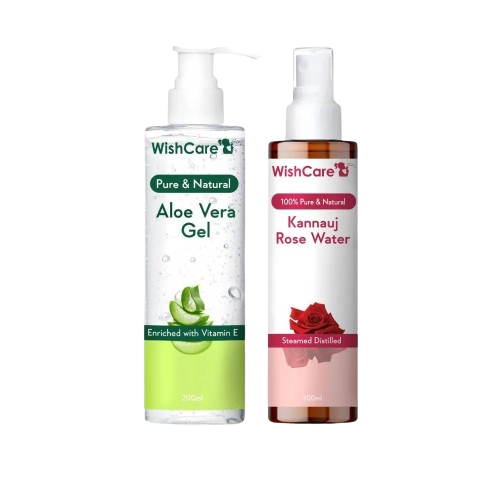 WishCare
Pure & Natural
Aloe Vera
Gel
Enriched with Vitamin E
200ml
WishCare
100% Pure & Natural
Kannauj
Rose Water
Steamed Distilled